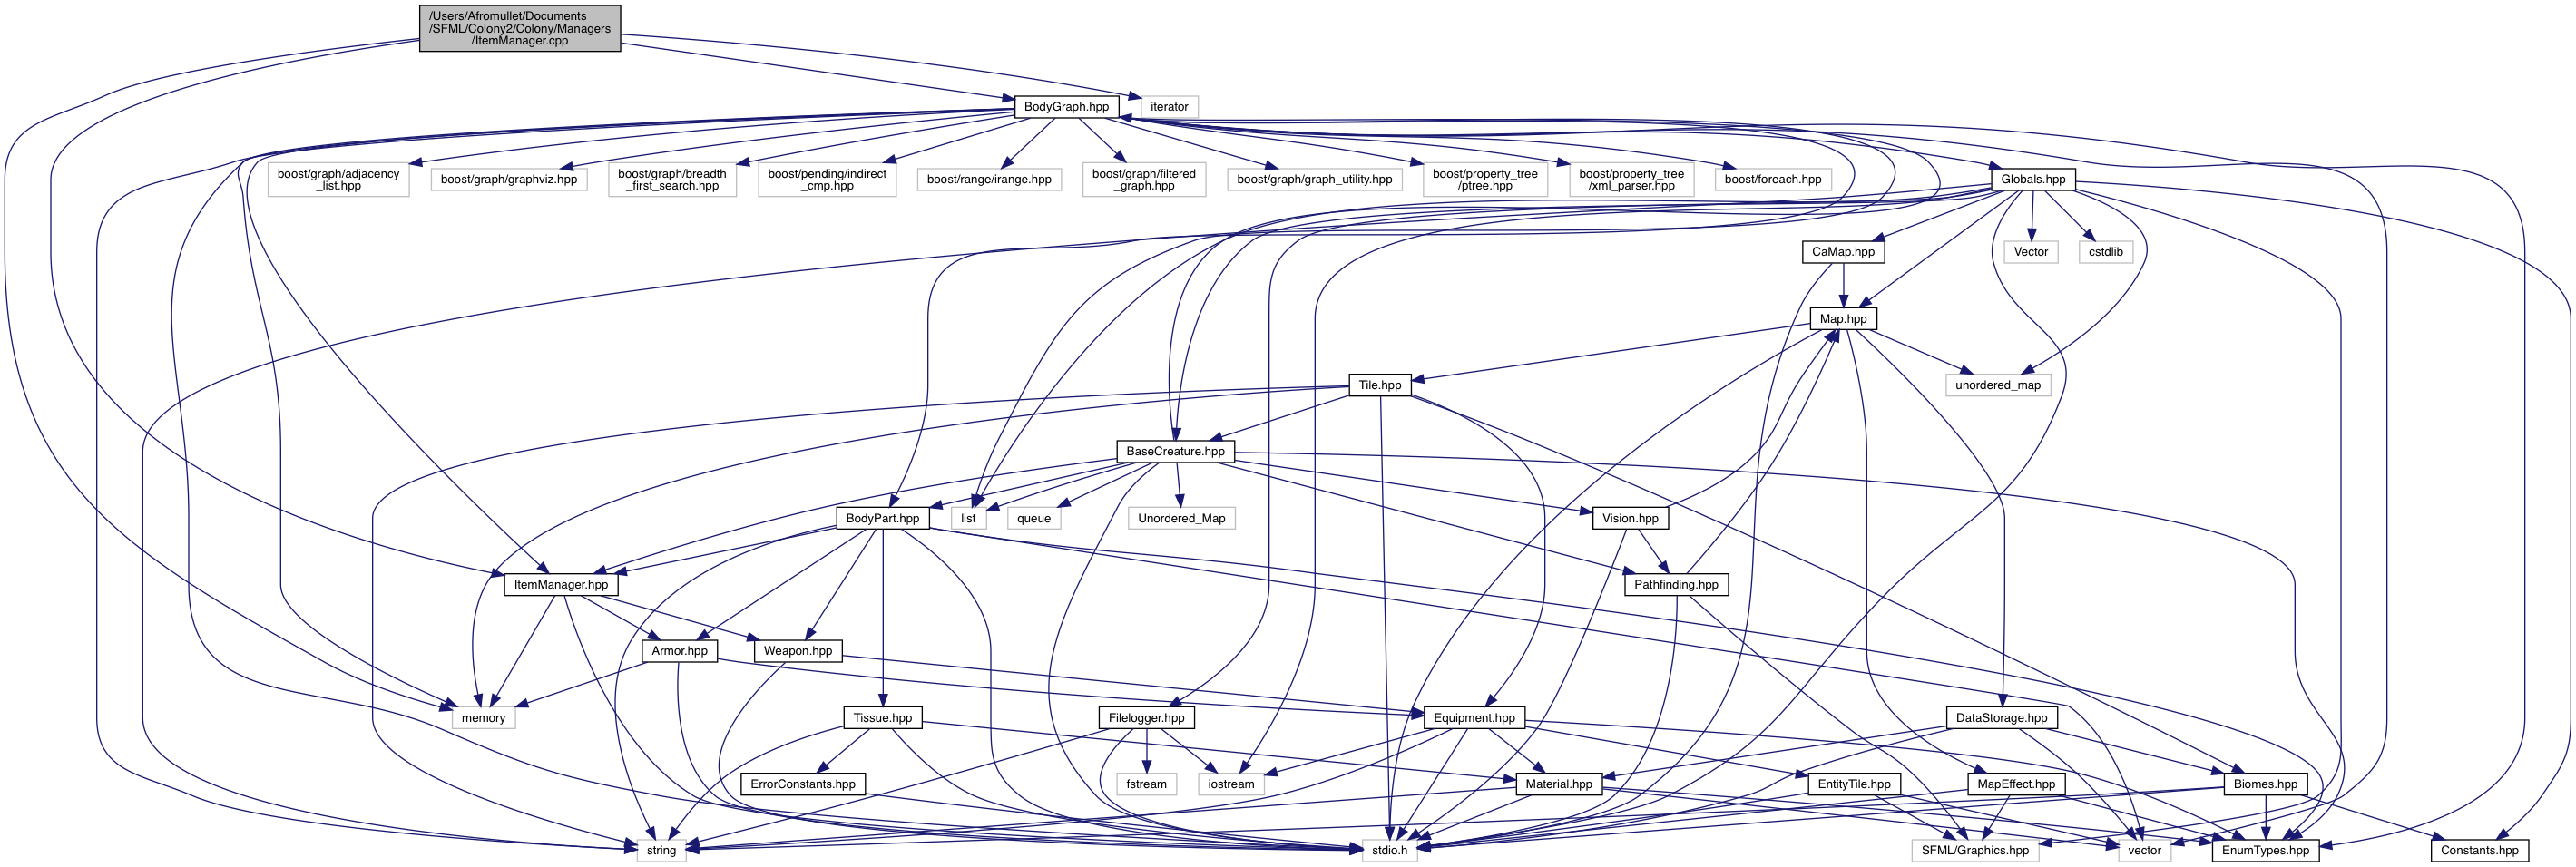 /Users/Afromullet/Documents
/SFML/Colony2/Colony/Managers
/ItemManager.cpp
BodyGraph.hpp
iterator
boost/graph/adjacency
_list.hpp
boost/graph/graphviz.hpp
boost/graph/breadth
_first_search.hpp
boost/pending/indirect
_cmp.hpp
boost/range/irange.hpp
boost/graph/filtered
_graph.hpp
boost/graph/graph_utility.hpp
boost/property_tree
/ptree.hpp
boost/property_tree
/xml_parser.hpp
boost/foreach.hpp
Globals.hpp
CaMap.hpp
Vector
cstdlib
Map.hpp
Tile.hpp
unordered_map
BaseCreature.hpp
BodyPart.hpp
list
queue
Unordered_Map
Vision.hpp
ItemManager.hpp
Pathfinding.hpp
Armor.hpp
Weapon.hpp
memory
Tissue.hpp
Filelogger.hpp
Equipment.hpp
DataStorage.hpp
ErrorConstants.hpp
fstream
iostream
Material.hpp
EntityTile.hpp
MapEffect.hpp
Biomes.hpp
string
stdio.h
SFML/Graphics.hpp
vector
EnumTypes.hpp
Constants.hpp